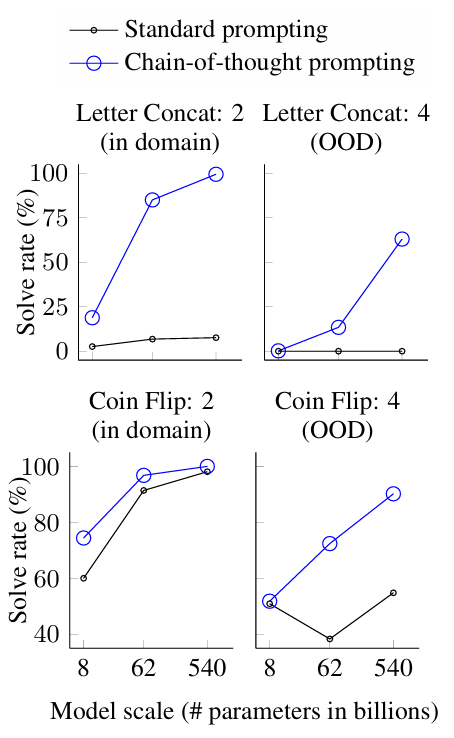 Standard prompting
Chain-of-thought prompting
Letter Concat: 2
(in domain)
Letter Concat: 4
(OOD)
Solve rate (%)
100
75
50
25
0
Coin Flip: 2
(in domain)
Coin Flip: 4
(OOD)
Solve rate (%)
100
80
60
40
8 62 540
8 62 540
Model scale (# parameters in billions)